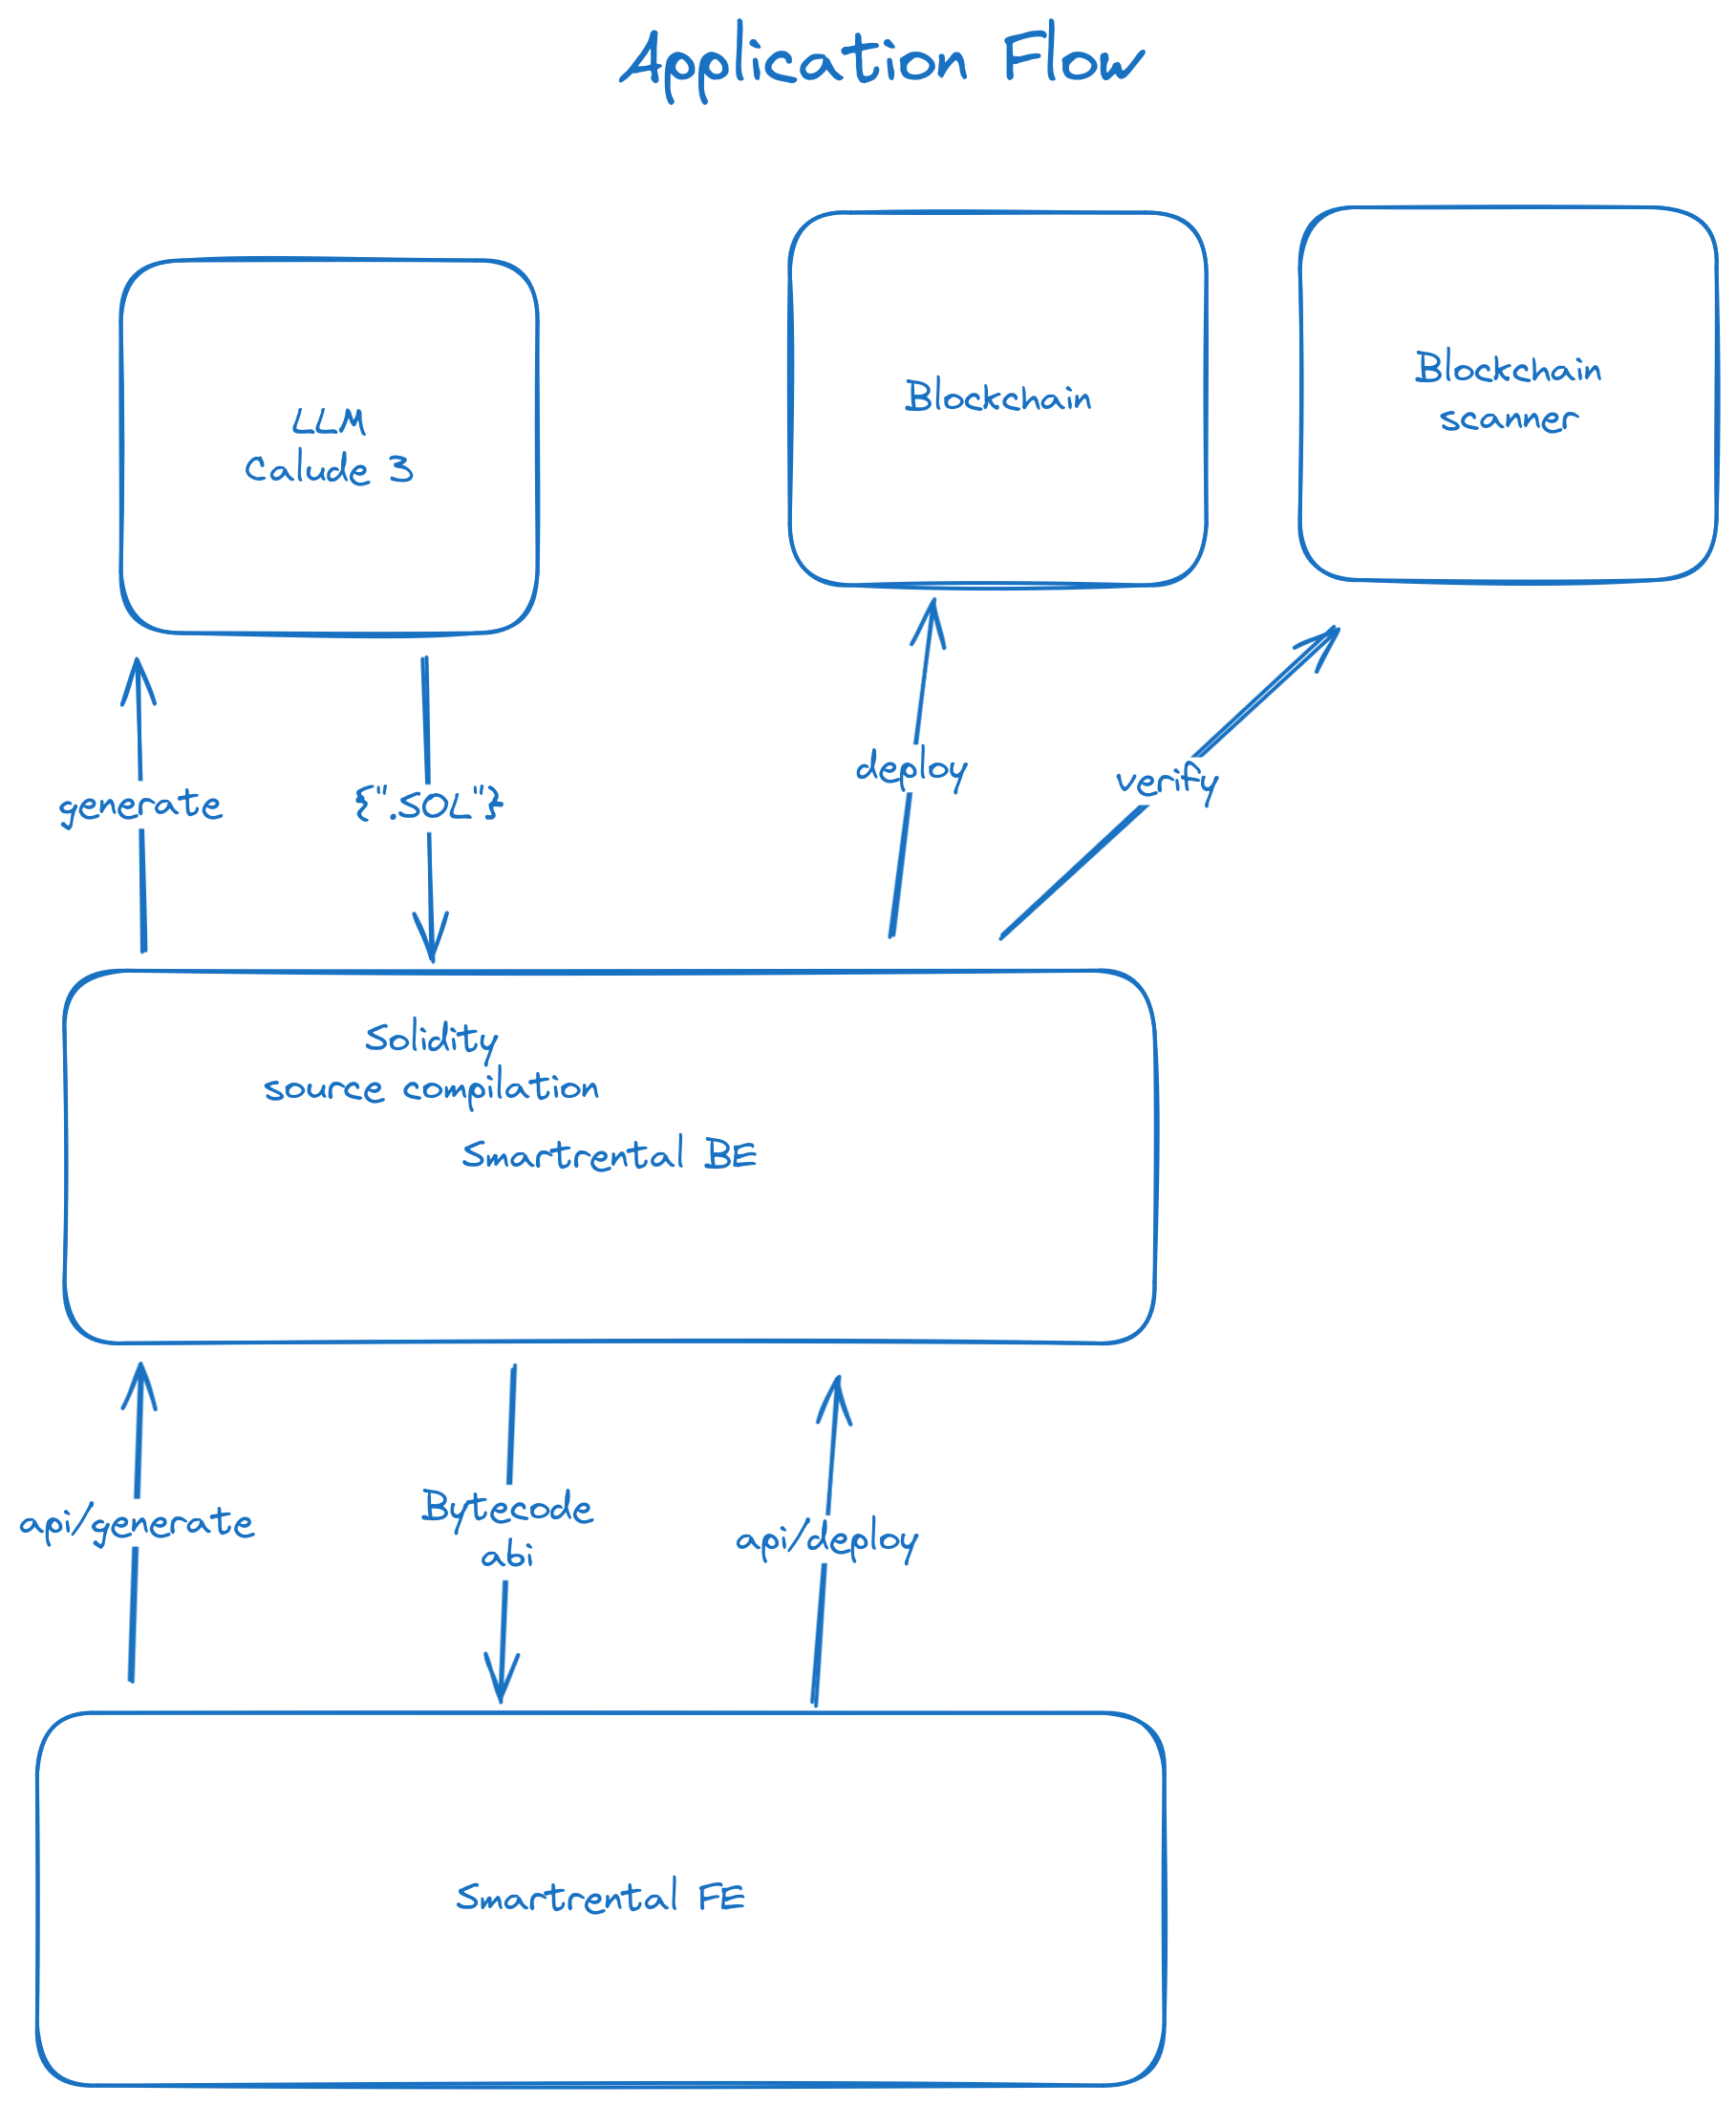 Application Flow
LLM
Calude 3
Blockchain
Blockchain
scanner
generate
{".SOL"}
deploy
verify
Solidity
source compilation
Smartrental BE
api/generate
Bytecode
abi
api/deploy
Smartrental FE